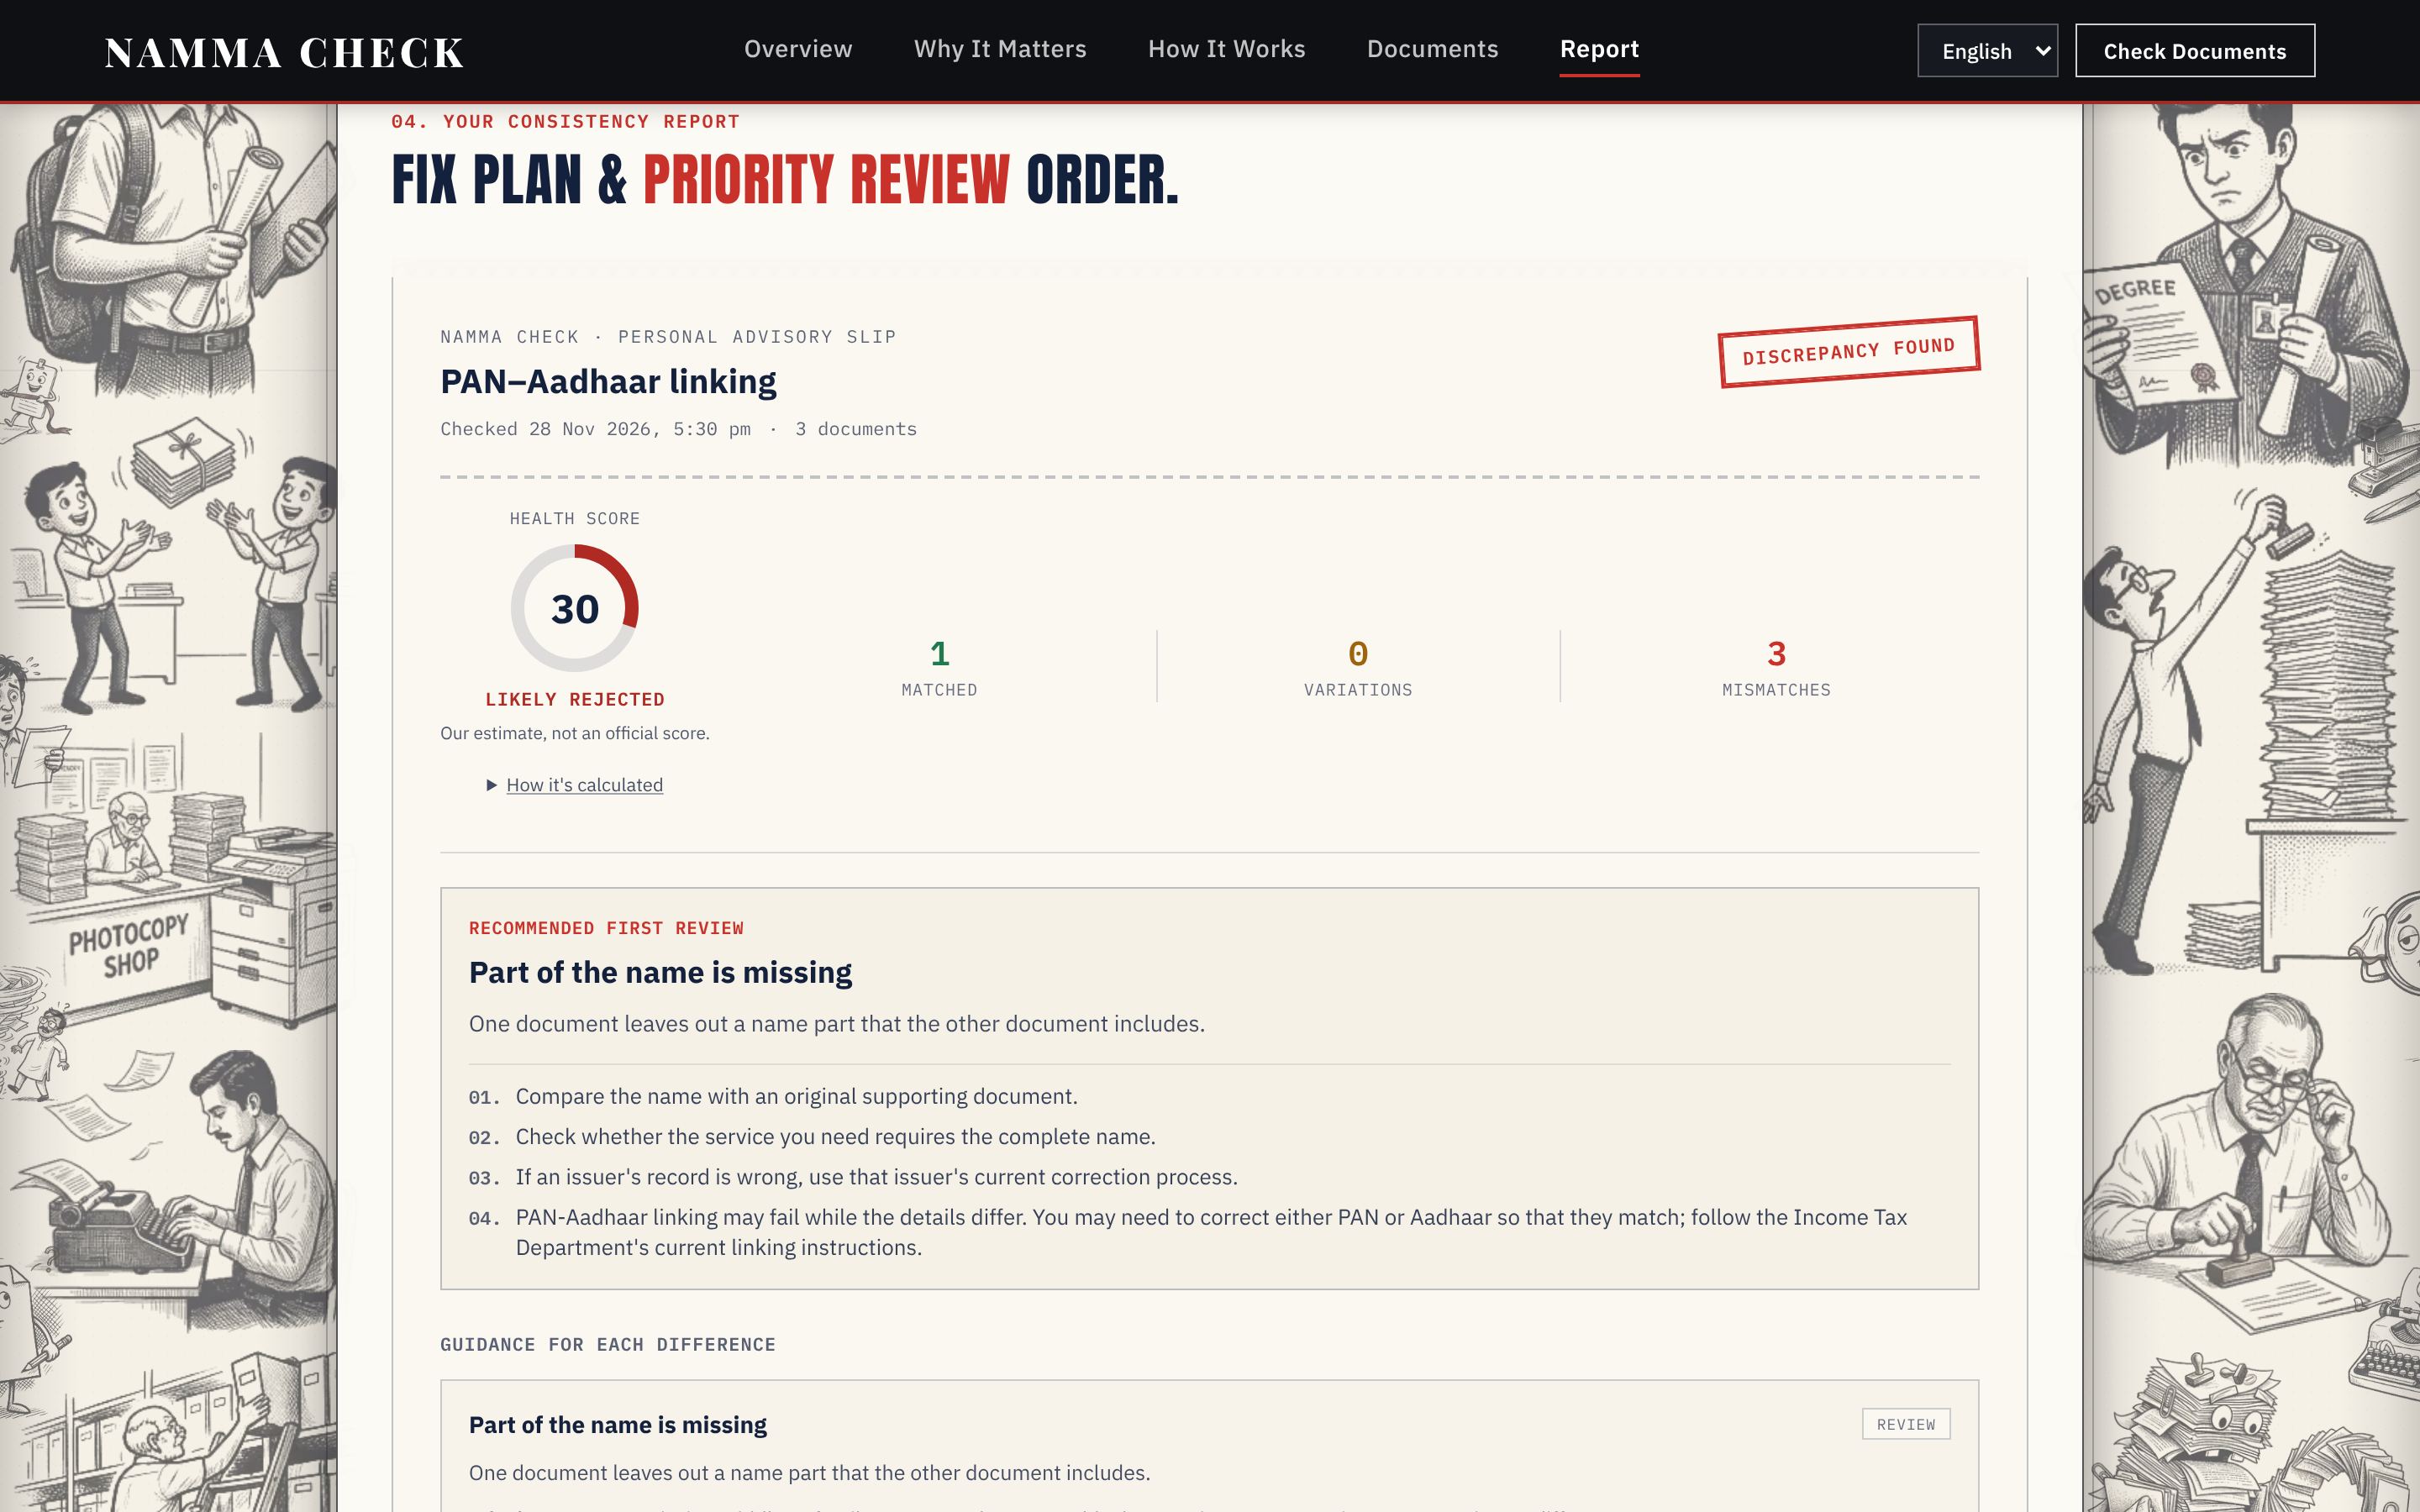 NAMMA CHECK
Overview
Why It Matters
How It Works
Documents
Report
English
Check Documents
04. YOUR CONSISTENCY REPORT
FIX PLAN & PRIORITY REVIEW ORDER.
NAMMA CHECK · PERSONAL ADVISORY SLIP
DISCREPANCY FOUND
PAN–Aadhaar linking
Checked 28 Nov 2026, 5:30 pm · 3 documents
HEALTH SCORE
30
LIKELY REJECTED
Our estimate, not an official score.
How it's calculated
1
MATCHED
0
VARIATIONS
3
MISMATCHES
RECOMMENDED FIRST REVIEW
Part of the name is missing
One document leaves out a name part that the other document includes.
01. Compare the name with an original supporting document.
02. Check whether the service you need requires the complete name.
03. If an issuer's record is wrong, use that issuer's current correction process.
04. PAN-Aadhaar linking may fail while the details differ. You may need to correct either PAN or Aadhaar so that they match; follow the Income Tax
Department's current linking instructions.
GUIDANCE FOR EACH DIFFERENCE
Part of the name is missing
REVIEW
One document leaves out a name part that the other document includes.
DEGREE
PHOTOCOPY
SHOP